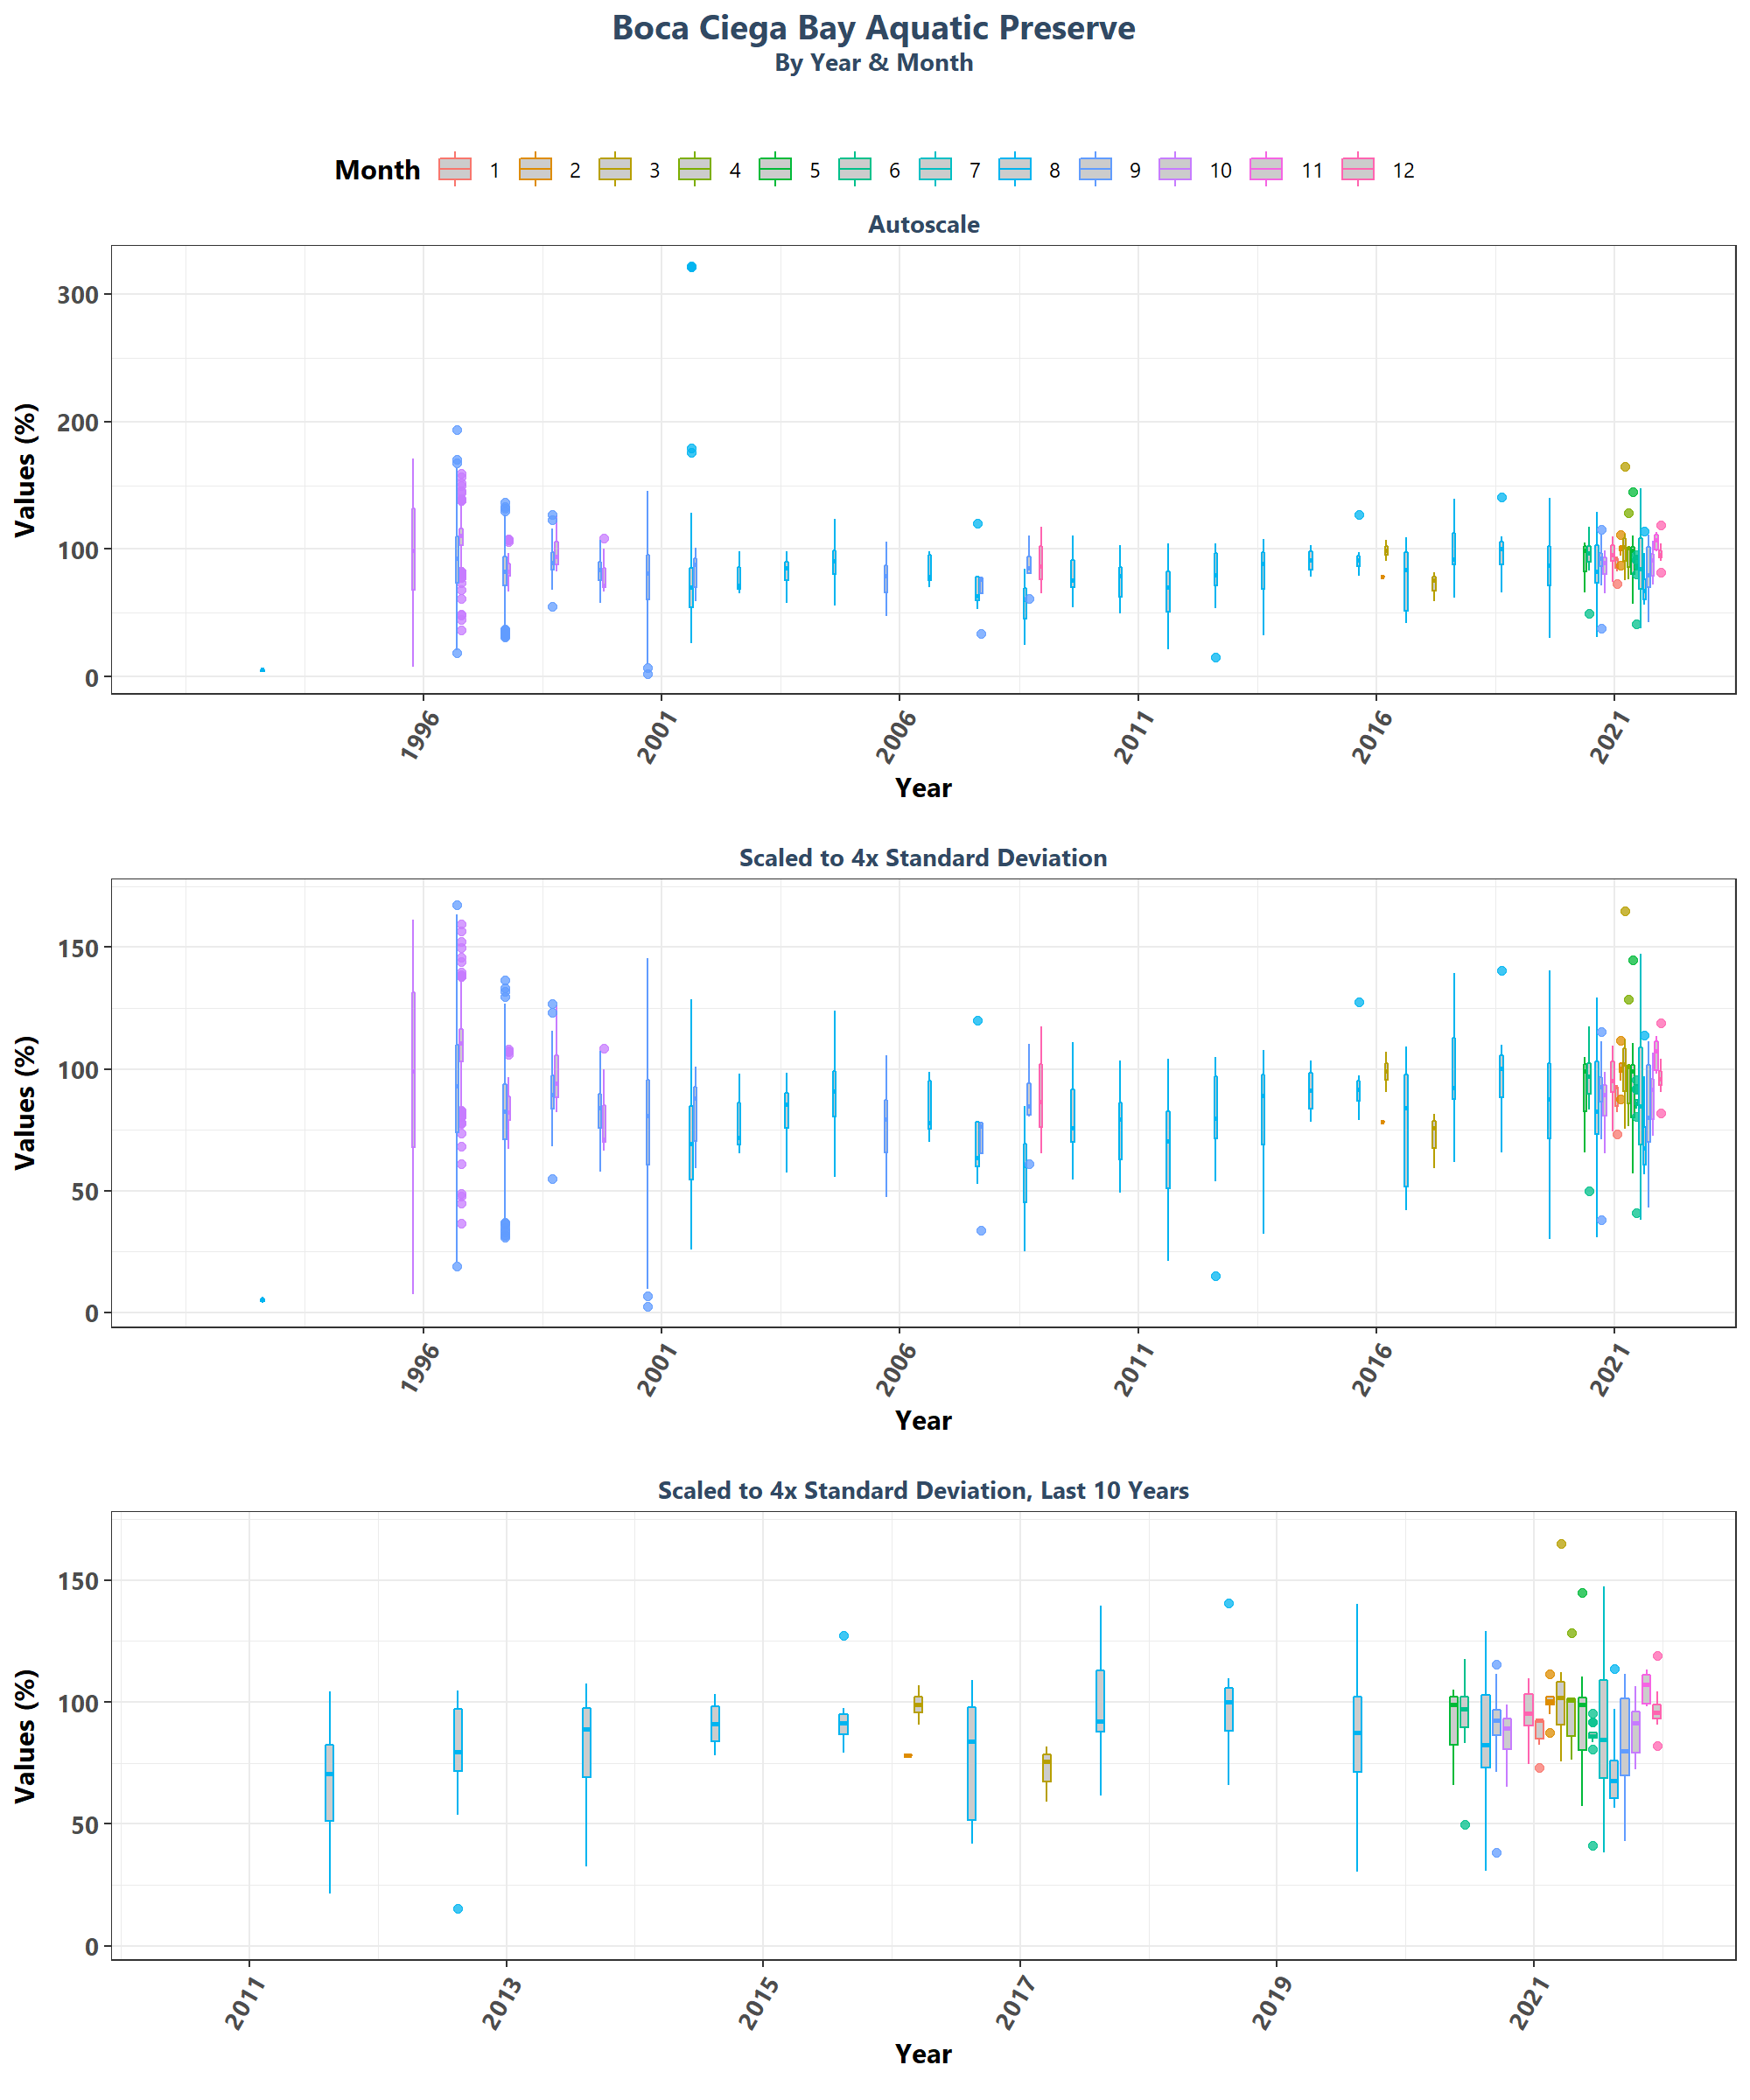 Boca Ciega Bay Aquatic Preserve
By Year & Month
Month 1 2 3 4 5 6 7 8 9 10 11 12
Autoscale
Values (%)
300
200
100
0
1996 2001 2006 2011 2016 2021
Year
Scaled to 4x Standard Deviation
Values (%)
150
100
50
0
1996 2001 2006 2011 2016 2021
Year
Scaled to 4x Standard Deviation, Last 10 Years
Values (%)
150
100
50
0
2011 2013 2015 2017 2019 2021
Year